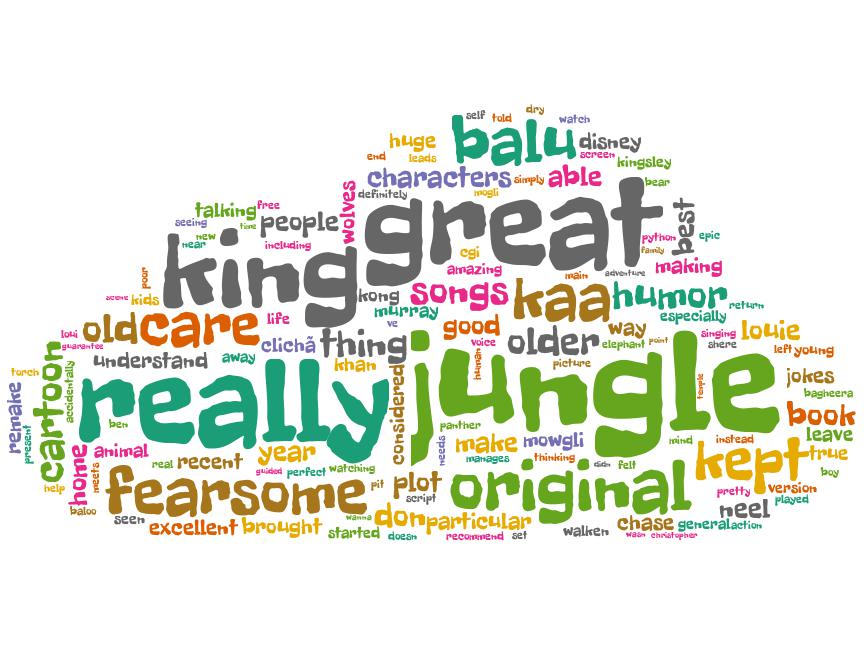 self
told
dry
watch
balu
huge
disney
end
leads
screen
kingsley
characters
simply
able
bear
definitely
mogli
wolves
great
best
talking
free
seeing
time
people
new
near
including
king
python
epic
family
cgi
amazing
main
adventure
making
poor
scene
kids
kong
songs
kaa
humor
return
murray
especially
old
care
life
ve
good
older
way
singing
louie
loui
guarantee
clichã
thing
voice
elephant
point
shere
left
young
understand
away
khan
picture
human
torch
remake
cartoon
accidentally
really
considered
jungle
temple
jokes
bagheera
present
ben
panther
book
leave
home
animal
year
needs
make
mowgli
mind
instead
kept
true
meets
real
recent
manages
thinking
didn
felt
boy
help
guided
perfect
watching
fearsome
pit
plot
original
pretty
version
script
played
baloo
seen
neel
excellent
brought
wanna
don
particular
chase
general
action
started
doesn
recommend
set
walken
wasn
christopher